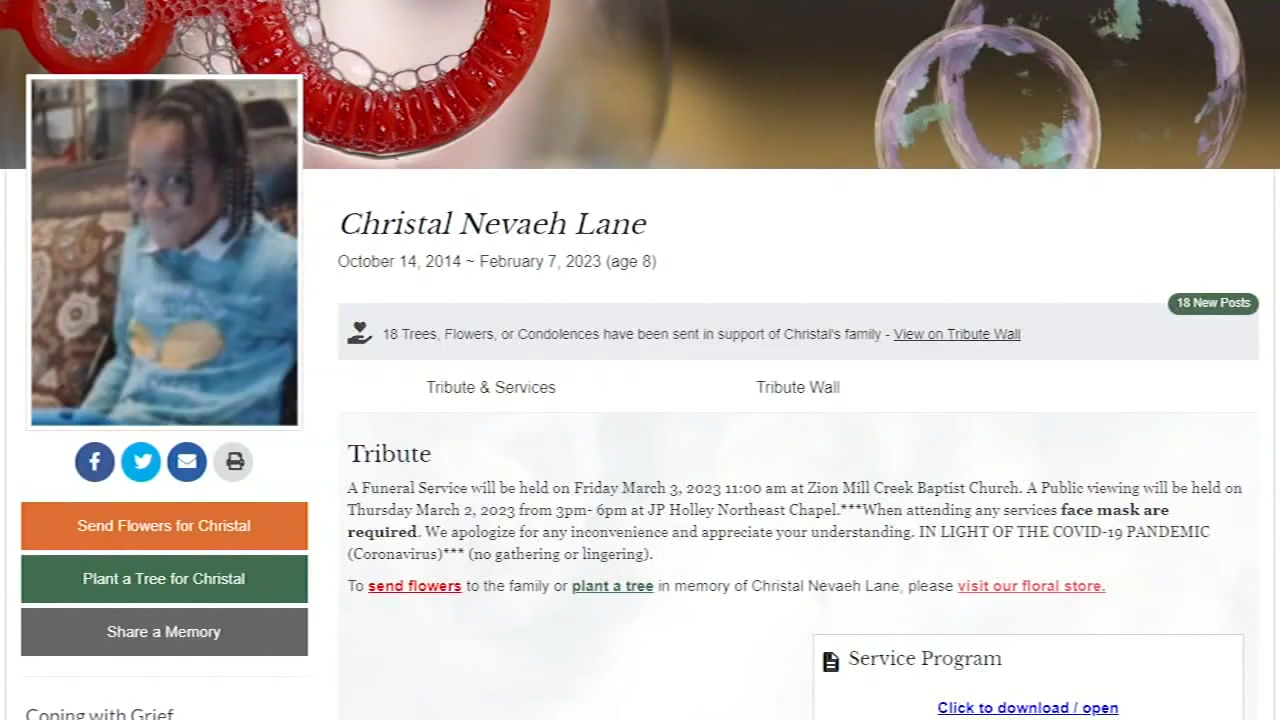 Christal Nevaeh Lane
October 14, 2014 ~ February 7, 2023 (age 8)
18 New Posts
18 Trees, Flowers, or Condolences have been sent in support of Christal's family - View on Tribute Wall
Tribute & Services
Tribute Wall
Tribute
A Funeral Service will be held on Friday March 3, 2023 11:00 am at Zion Mill Creek Baptist Church. A Public viewing will be held on
Thursday March 2, 2023 from 3pm- 6pm at JP Holley Northeast Chapel.***When attending any services face mask are
required. We apologize for any inconvenience and appreciate your understanding. IN LIGHT OF THE COVID-19 PANDEMIC
(Coronavirus)*** (no gathering or lingering).
To send flowers to the family or plant a tree in memory of Christal Nevaeh Lane, please visit our floral store.
Send Flowers for Christal
Plant a Tree for Christal
Share a Memory
Coping with Grief
Service Program
Click to download / open